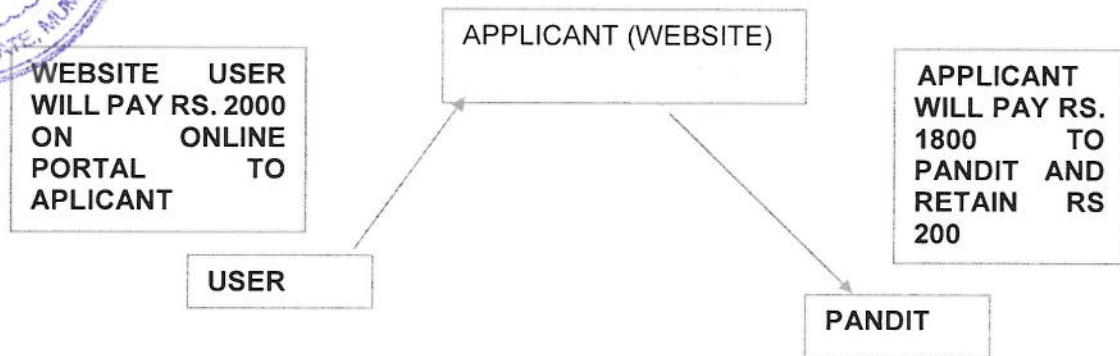 APPLICANT (WEBSITE)
WEBSITE USER
WILL PAY RS. 2000
ON ONLINE
PORTAL TO
APLICANT
APPLICANT
WILL PAY RS.
1800 TO
PANDIT AND
RETAIN RS
200
USER
PANDIT